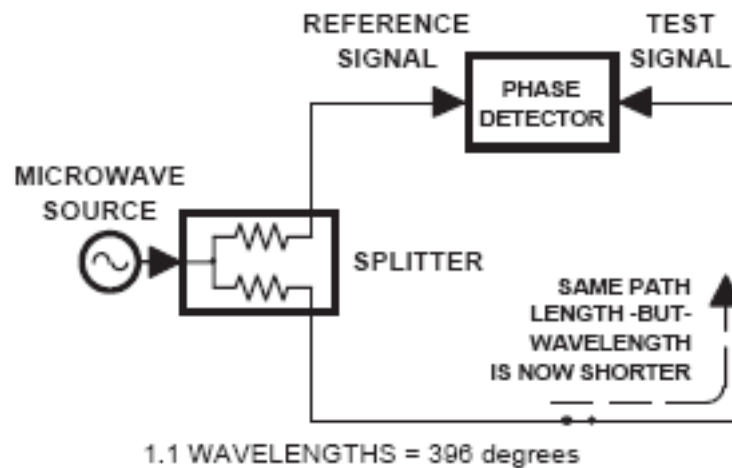 REFERENCE
SIGNAL
TEST
SIGNAL
PHASE
DETECTOR
MICROWAVE
SOURCE
SPLITTER
SAME PATH
LENGTH -BUT-
WAVELENGTH
IS NOW SHORTER
1.1 WAVELENGTHS = 396 degrees